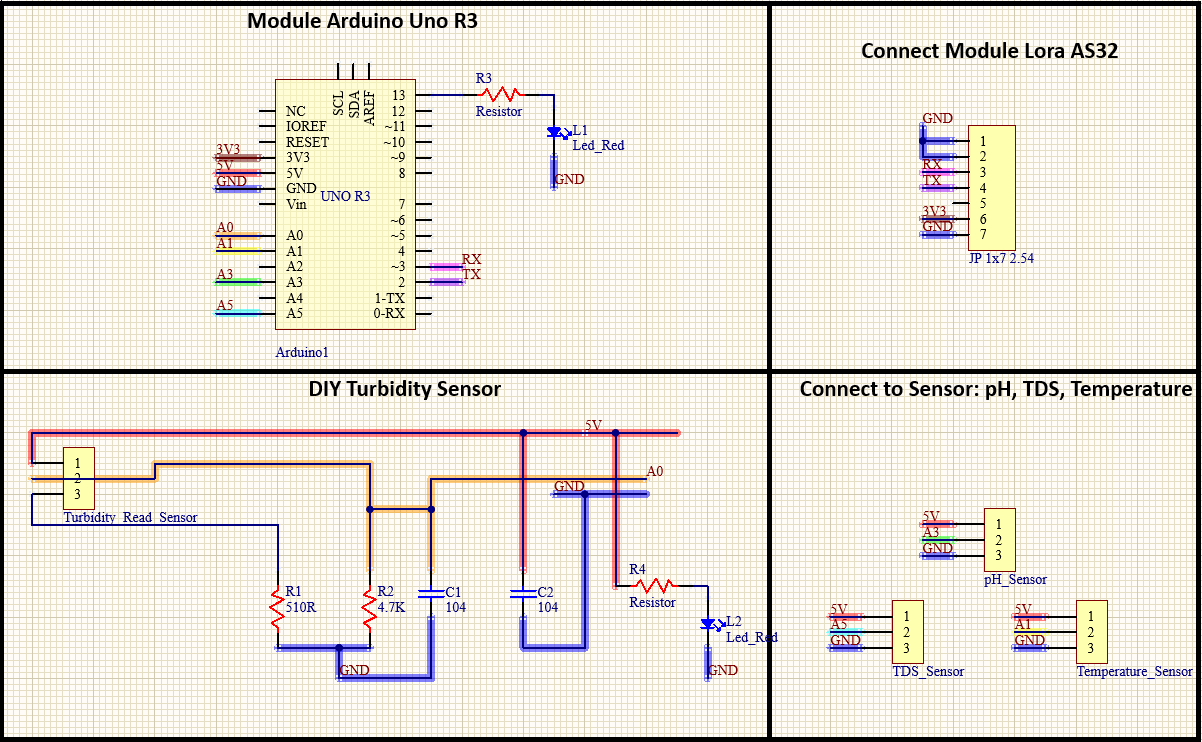 Module Arduino Uno R3
SCL
SDA
AREF
NC
IOREF
RESET
3V3
3V3
5V
5V
GND
GND
Vin
UNO R3
A0
A0
A1
A1
A2
A3
A3
A4
A5
A5
13
12
~11
~10
~9
8
7
~6
~5
4
~3
2
1-TX
0-RX
RX
TX
R3
Resistor
L1
Led_Red
GND
Arduino1
Connect Module Lora AS32
GND
RX
TX
3V3
GND
1
2
3
4
5
6
7
JP 1x7 2.54
DIY Turbidity Sensor
5V
A0
GND
1
2
3
Turbidity_Read_Sensor
R1
510R
R2
4.7K
C1
104
C2
104
GND
R4
Resistor
L2
Led_Red
GND
Connect to Sensor: pH, TDS, Temperature
5V
A3
GND
1
2
3
pH_Sensor
5V
A5
GND
1
2
3
TDS_Sensor
5V
A1
GND
1
2
3
Temperature_Sensor